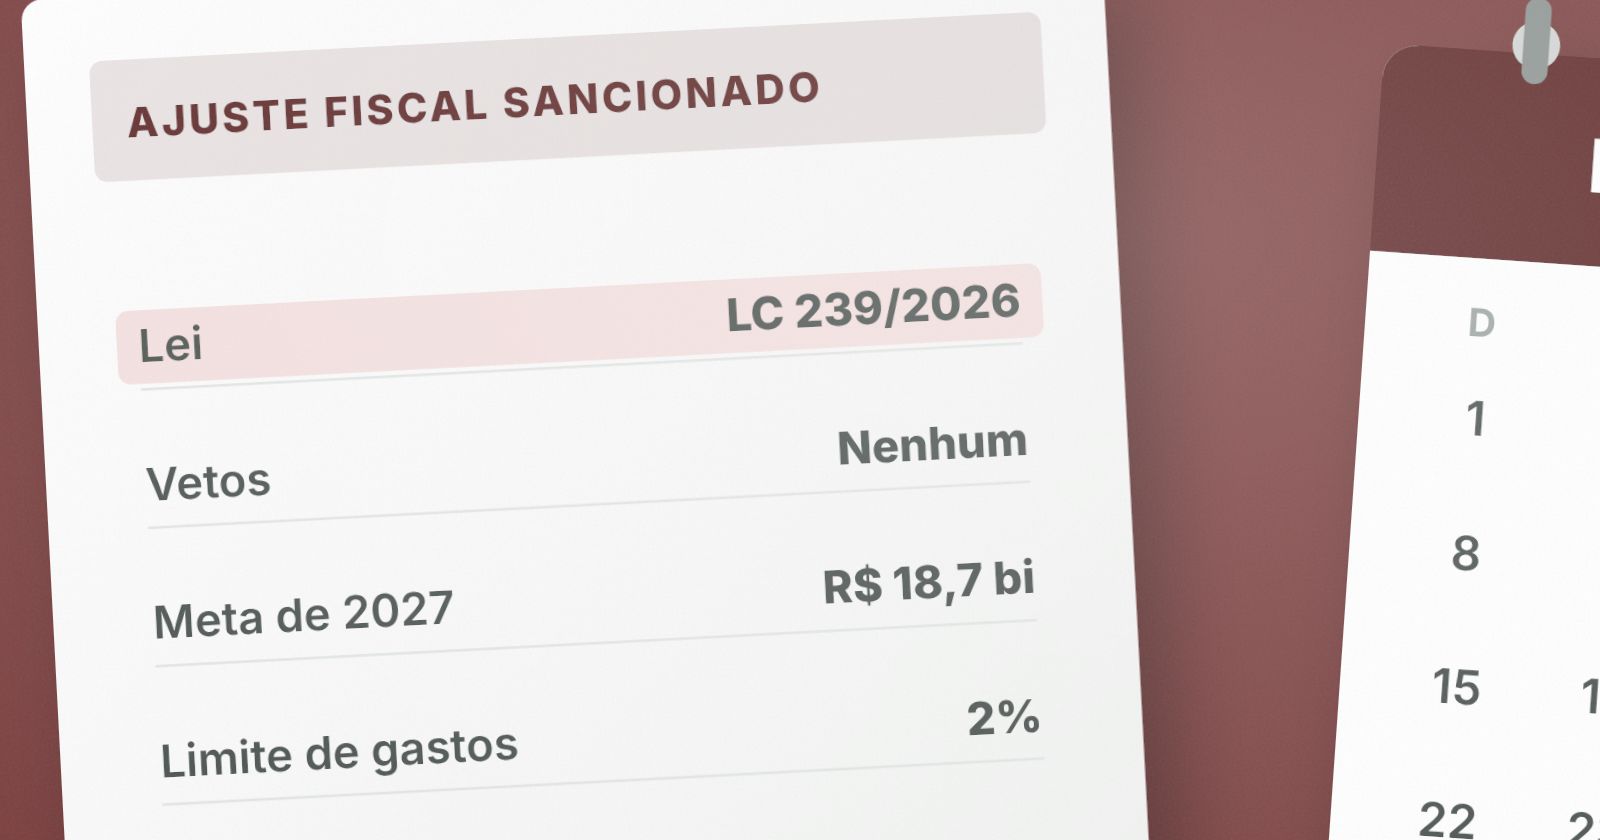 AJUSTE FISCAL SANCIONADO
Lei LC 239/2026
Vetos Nenhum
Meta de 2027 R$ 18,7 bi
Limite de gastos 2%
D
1
8
15
22